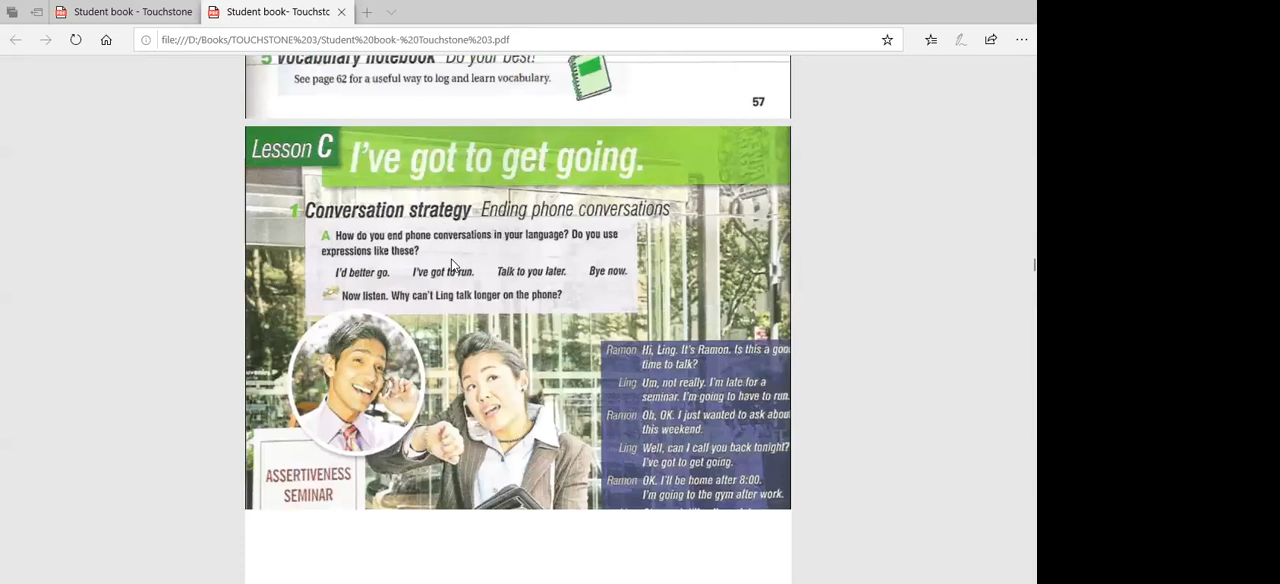 Student book - Touchstone
Student book- Touchstc
file:///D:/Books/TOUCHSTONE%203/Student%20book-%20Touchstone%203.pdf
5 Vocabulary notebook Do your best!
See page 62 for a useful way to log and learn vocabulary.
57
Lesson C I've got to get going.
1 Conversation strategy Ending phone conversations
A How do you end phone conversations in your language? Do you use
expressions like these?
I'd better go. I've got to run. Talk to you later. Bye now.
Now listen. Why can't Ling talk longer on the phone?
Ramon Hi, Ling. It's Ramon. Is this a goo
time to talk?
Ling Um, not really. I'm late for a
seminar. I'm going to have to run.
Ramon Oh, OK. I just wanted to ask abou
this weekend.
Ling Well, can I call you back tonight?
I've got to get going.
Ramon OK. I'll be home after 8:00.
I'm going to the gym after work.
ASSERTIVENESS
SEMINAR